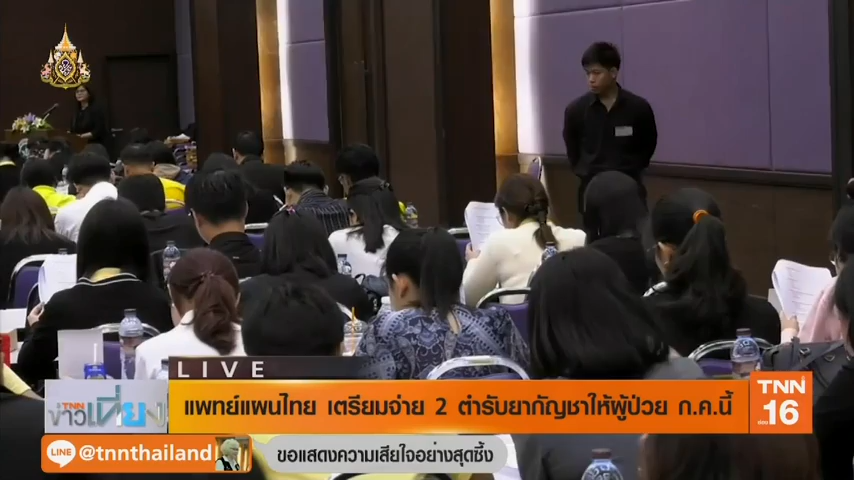 LIVE
TNN
ข่าวเที่ยง
แพทย์แผนไทย เตรียมจ่าย 2 ตำรับยากัญชาให้ผู้ป่วย ก.ค.นี้
TNN
ช่อง 16
LINE @tnnthailand
ขอแสดงความเสียใจอย่างสุดซึ้ง